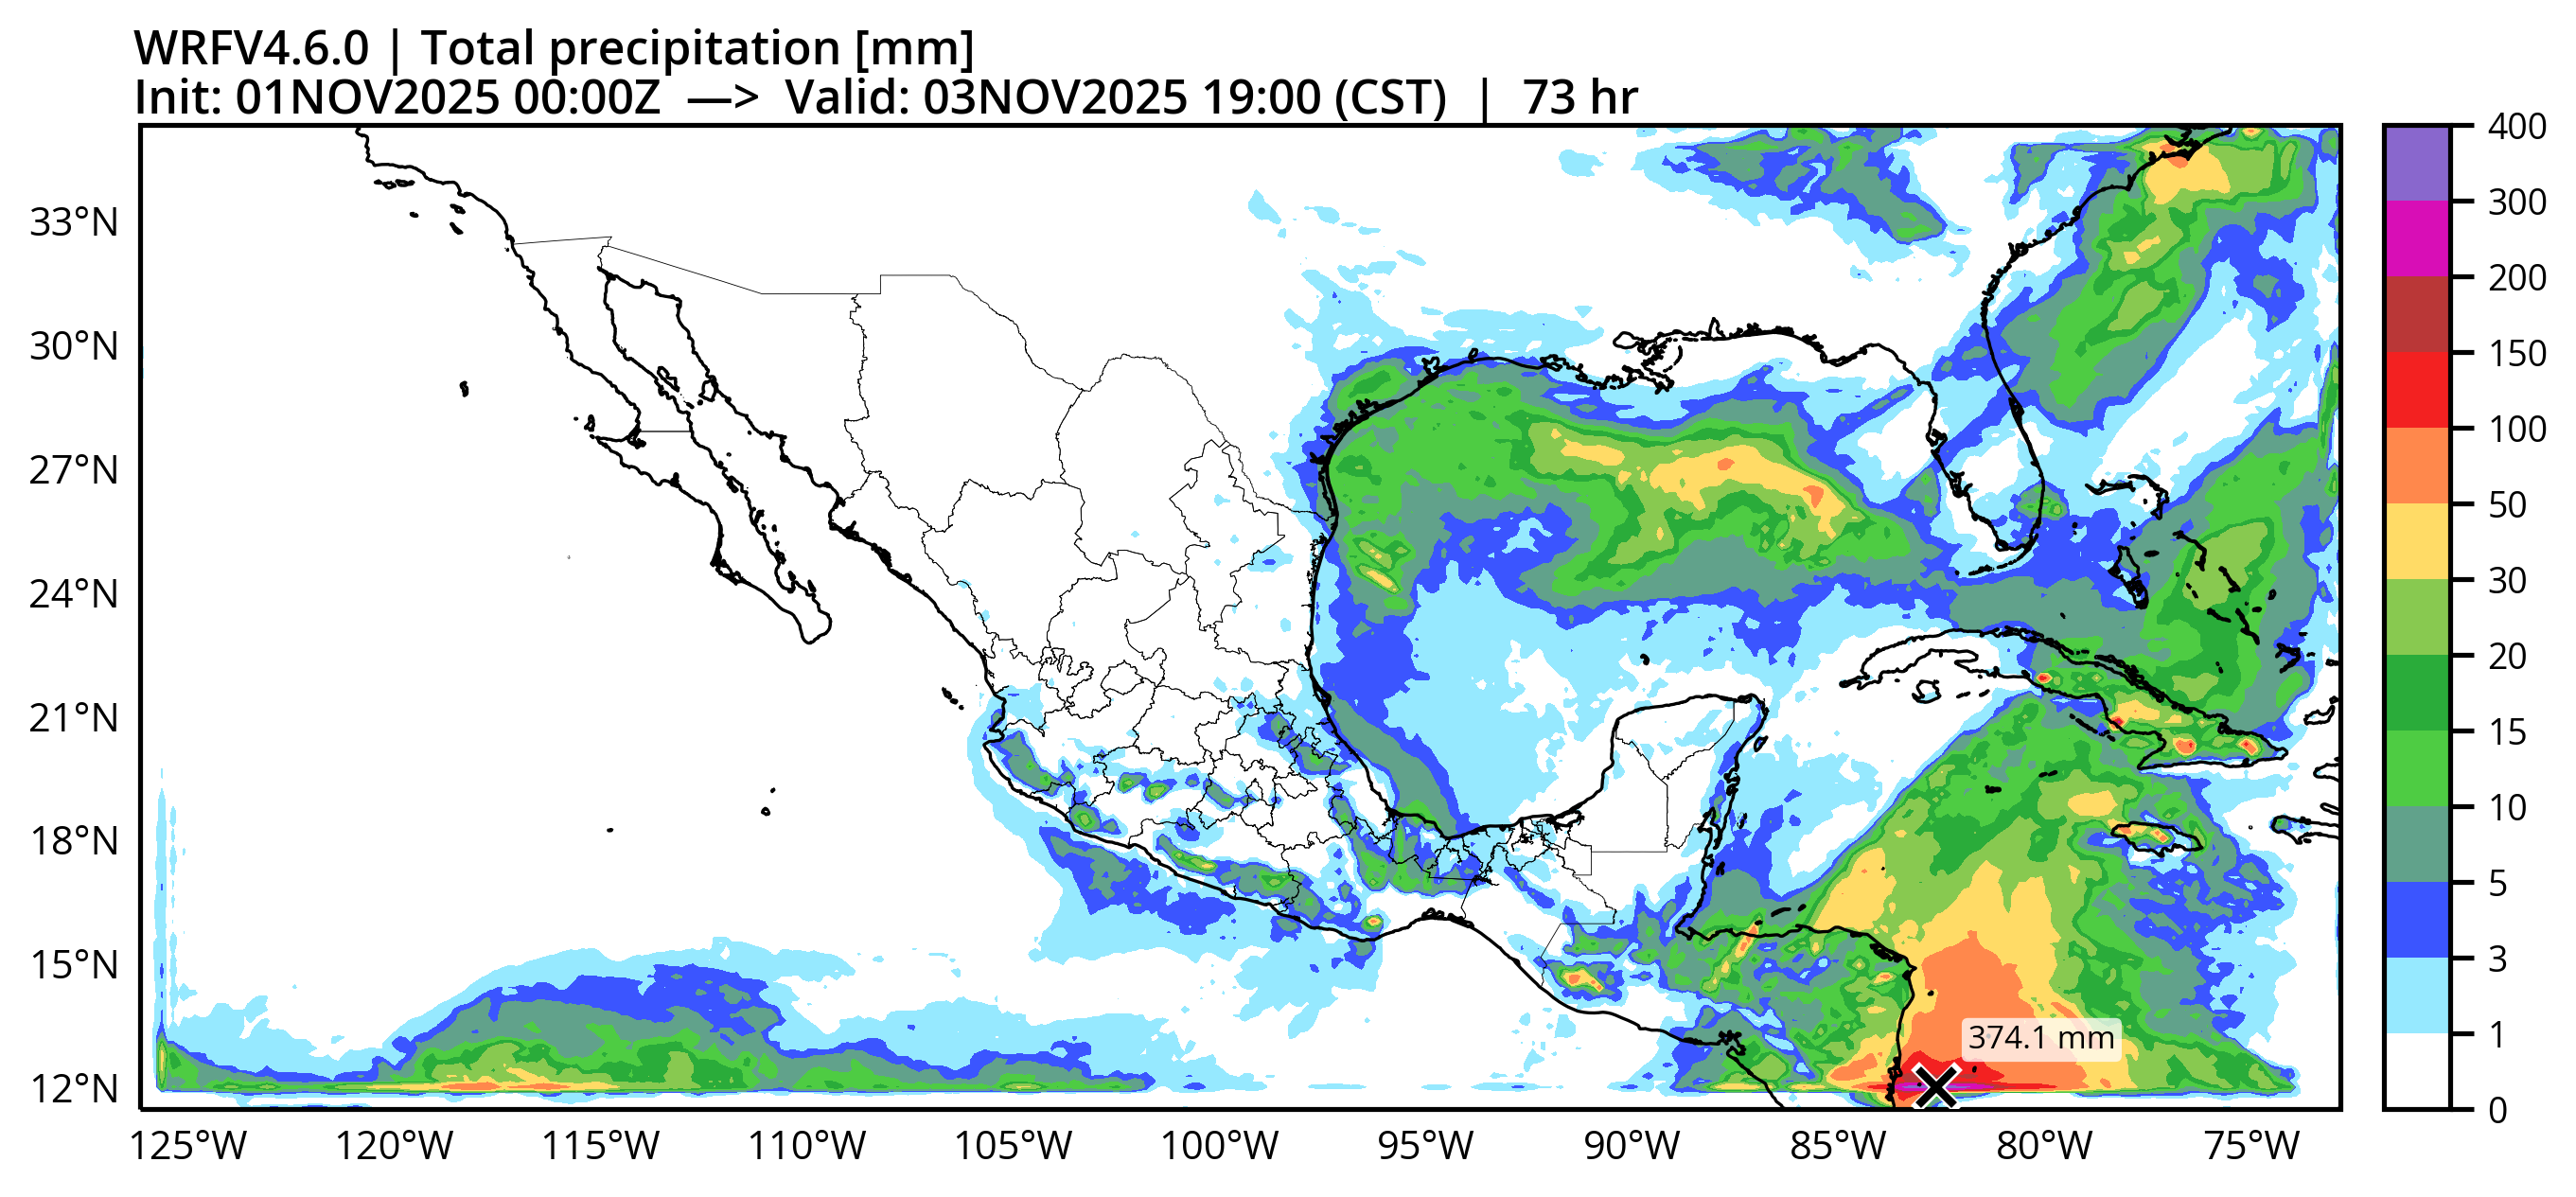 WRFV4.6.0 | Total precipitation [mm]
Init: 01NOV2025 00:00Z —> Valid: 03NOV2025 19:00 (CST) | 73 hr
33°N
30°N
27°N
24°N
21°N
18°N
15°N
12°N
374.1 mm
125°W 120°W 115°W 110°W 105°W 100°W 95°W 90°W 85°W 80°W 75°W
400
300
200
150
100
50
30
20
15
10
5
3
1
0